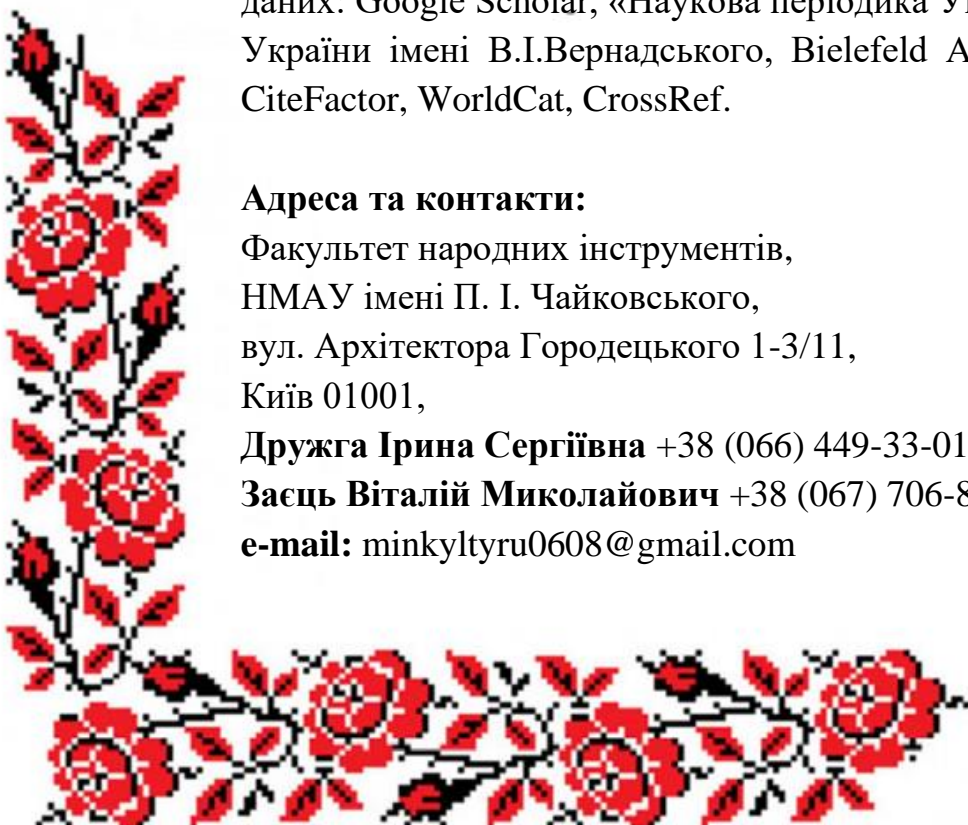 даних: Google Scholar, «Наукова періодика
України імені В.І.Вернадського, Bielefeld
CiteFactor, WorldCat, CrossRef.
Адреса та контакти:
Факультет народних інструментів,
НМАУ імені П. І. Чайковського,
вул. Архітектора Городецького 1-3/11,
Київ 01001,
Дружга Ірина Сергіївна +38 (066) 449-33-01
Заєць Віталій Миколайович +38 (067) 706-8
e-mail: minkyltyru0608@gmail.com